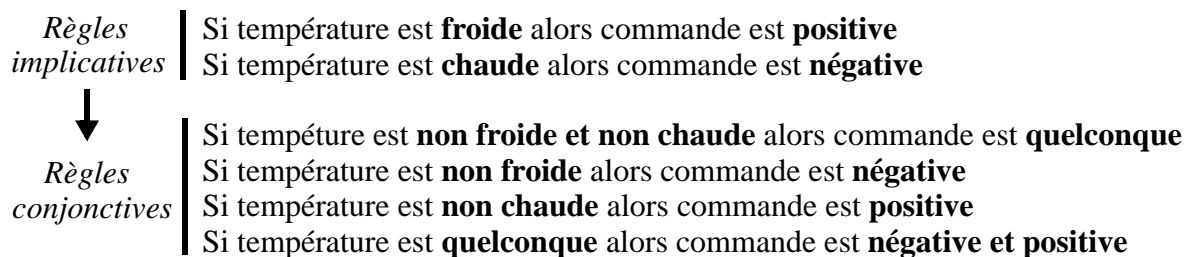 Règles implicatives
Si température est froide alors commande est positive
Si température est chaude alors commande est négative
Règles conjonctives
Si tempéture est non froide et non chaude alors commande est quelconque
Si température est non froide alors commande est négative
Si température est non chaude alors commande est positive
Si température est quelconque alors commande est négative et positive